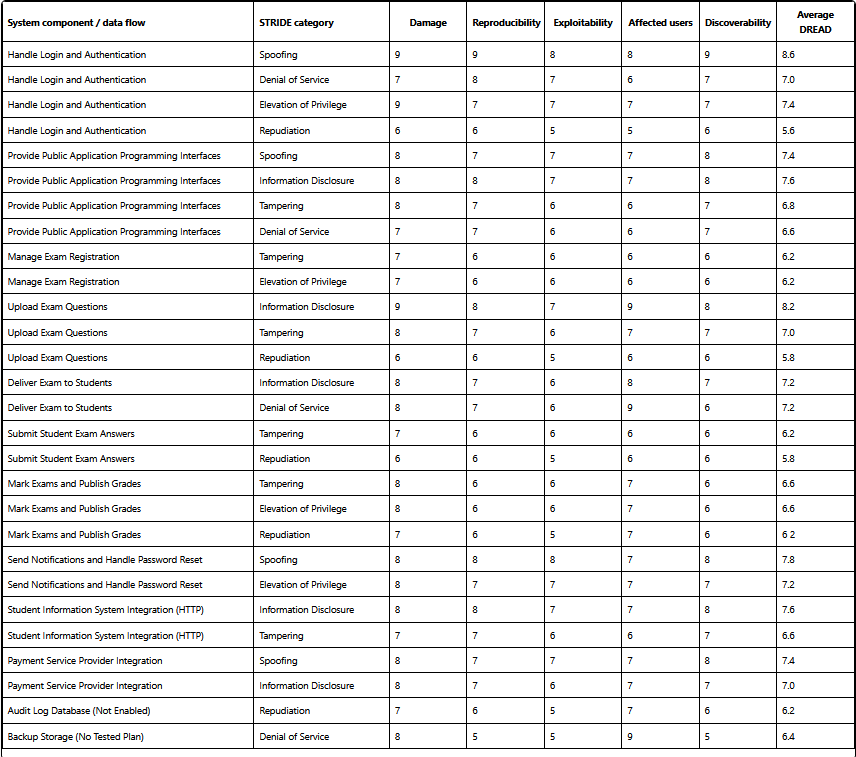 System component / data flow STRIDE category Damage Reproducibility Exploitability Affected users Discoverability Average DREAD
Handle Login and Authentication Spoofing 9 9 8 8 9 8.6
Handle Login and Authentication Denial of Service 7 8 7 6 7 7.0
Handle Login and Authentication Elevation of Privilege 9 7 7 7 7 7.4
Handle Login and Authentication Repudiation 6 6 5 5 6 5.6
Provide Public Application Programming Interfaces Spoofing 8 7 7 7 8 7.4
Provide Public Application Programming Interfaces Information Disclosure 8 8 7 7 8 7.6
Provide Public Application Programming Interfaces Tampering 8 7 6 6 7 6.8
Provide Public Application Programming Interfaces Denial of Service 7 7 6 6 7 6.6
Manage Exam Registration Tampering 7 6 6 6 6 6.2
Manage Exam Registration Elevation of Privilege 7 6 6 6 6 6.2
Upload Exam Questions Information Disclosure 9 8 7 9 8 8.2
Upload Exam Questions Tampering 8 7 6 7 7 7.0
Upload Exam Questions Repudiation 6 6 5 6 6 5.8
Deliver Exam to Students Information Disclosure 8 7 6 8 7 7.2
Deliver Exam to Students Denial of Service 8 7 6 9 6 7.2
Submit Student Exam Answers Tampering 7 6 6 6 6 6.2
Submit Student Exam Answers Repudiation 6 6 5 6 6 5.8
Mark Exams and Publish Grades Tampering 8 6 6 7 6 6.6
Mark Exams and Publish Grades Elevation of Privilege 8 6 6 7 6 6.6
Mark Exams and Publish Grades Repudiation 7 6 5 7 6 6 2
Send Notifications and Handle Password Reset Spoofing 8 8 8 7 8 7.8
Send Notifications and Handle Password Reset Elevation of Privilege 8 7 7 7 7 7.2
Student Information System Integration (HTTP) Information Disclosure 8 8 7 7 8 7.6
Student Information System Integration (HTTP) Tampering 7 7 6 6 7 6.6
Payment Service Provider Integration Spoofing 8 7 7 7 8 7.4
Payment Service Provider Integration Information Disclosure 8 7 6 7 7 7.0
Audit Log Database (Not Enabled) Repudiation 7 6 5 7 6 6.2
Backup Storage (No Tested Plan) Denial of Service 8 5 5 9 5 6.4